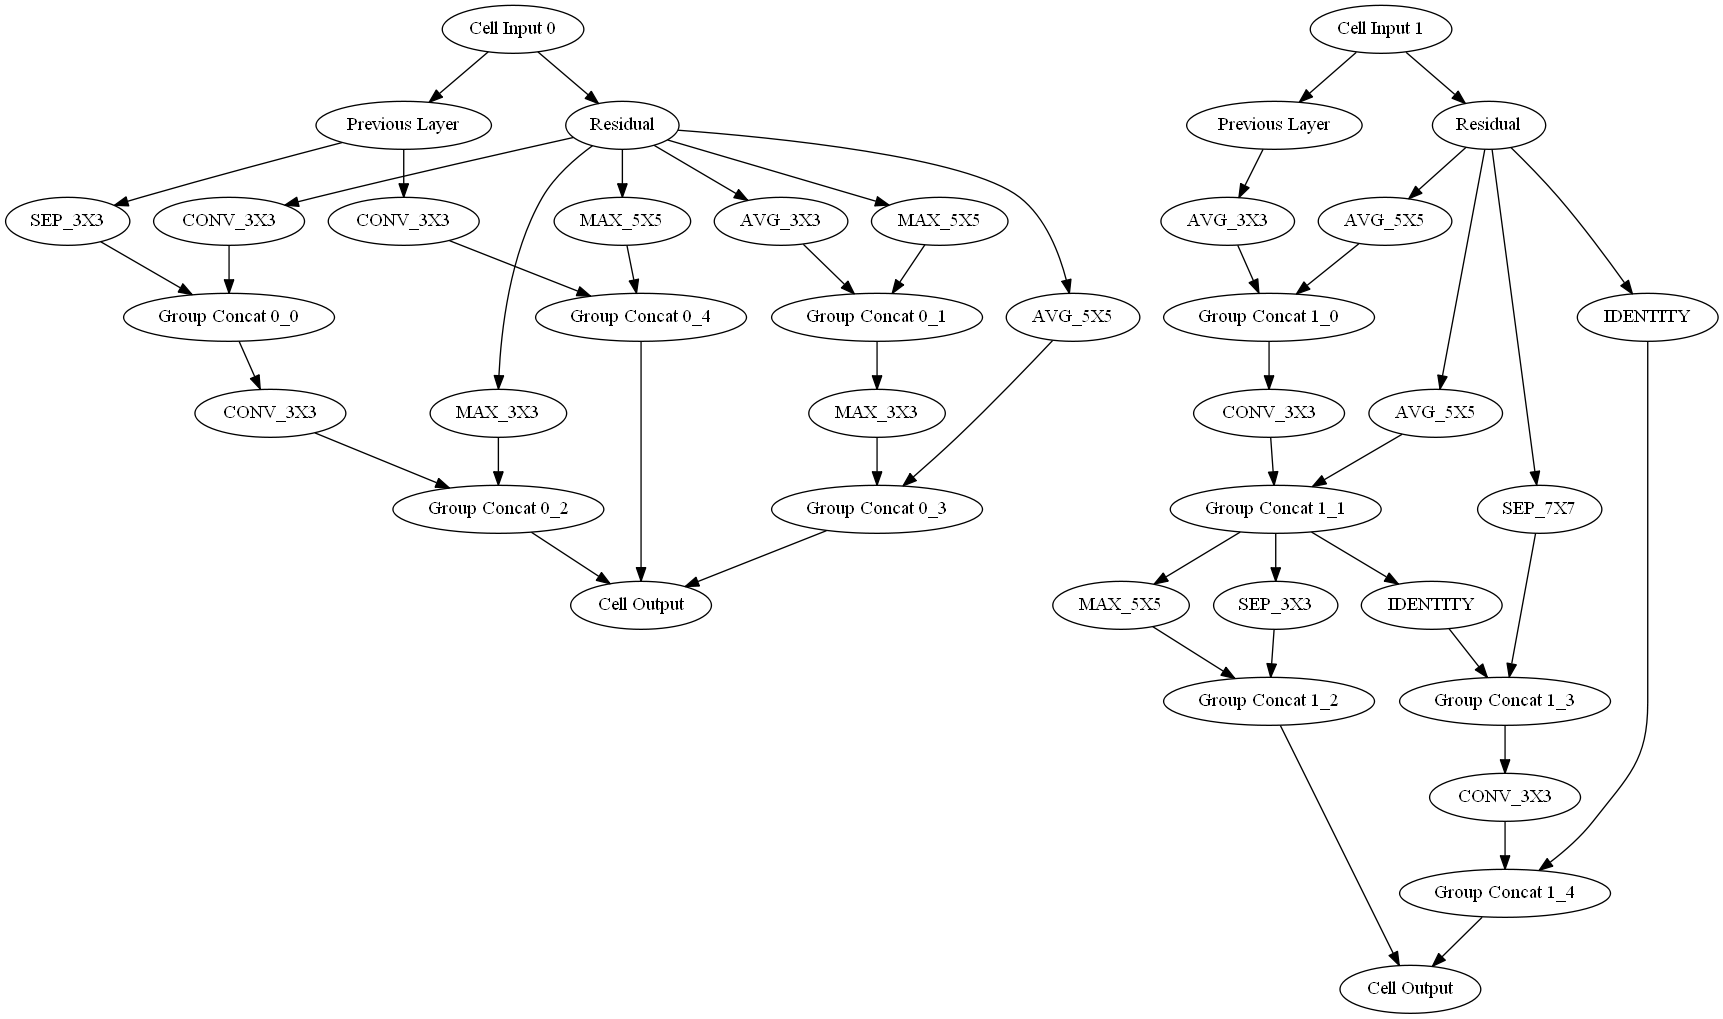 Cell Input 0
Cell Input 1
Previous Layer
Residual
Previous Layer
Residual
SEP_3X3
CONV_3X3
CONV_3X3
MAX_5X5
AVG_3X3
MAX_5X5
AVG_3X3
AVG_5X5
Group Concat 0_0
Group Concat 0_4
Group Concat 0_1
AVG_5X5
Group Concat 1_0
IDENTITY
CONV_3X3
MAX_3X3
MAX_3X3
CONV_3X3
AVG_5X5
Group Concat 0_2
Group Concat 0_3
Group Concat 1_1
SEP_7X7
Cell Output
MAX_5X5
SEP_3X3
IDENTITY
Group Concat 1_2
Group Concat 1_3
CONV_3X3
Group Concat 1_4
Cell Output